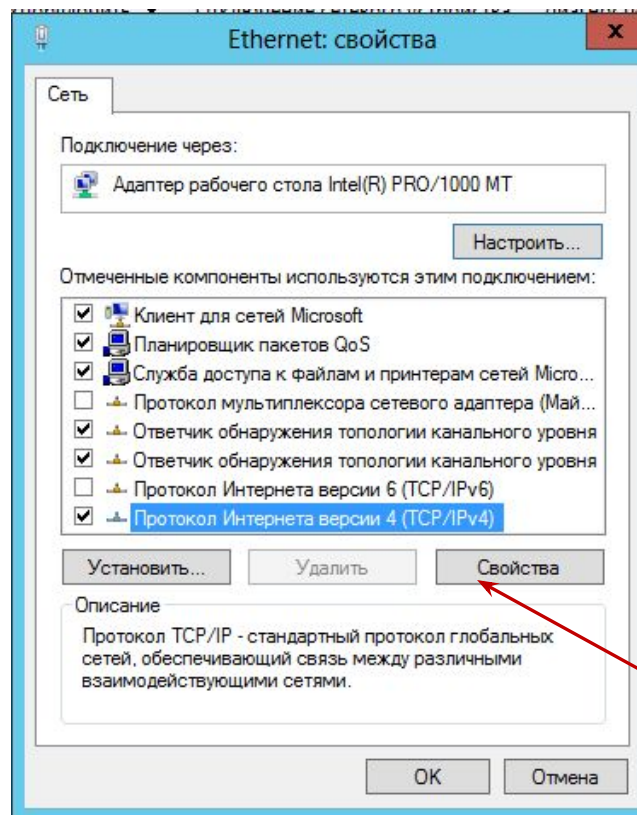 Ethernet: свойства
x
Сеть
Подключение через:
Адаптер рабочего стола Intel(R) PRO/1000 MT
Настроить...
Отмеченные компоненты используются этим подключением:
Клиент для сетей Microsoft
Планировщик пакетов QoS
Служба доступа к файлам и принтерам сетей Micro...
Протокол мультиплексора сетевого адаптера (Май...
Ответчик обнаружения топологии канального уровня
Ответчик обнаружения топологии канального уровня
Протокол Интернета версии 6 (TCP/IPv6)
Протокол Интернета версии 4 (TCP/IPv4)
Установить... Удалить Свойства
Описание
Протокол TCP/IP - стандартный протокол глобальных
сетей, обеспечивающий связь между различными
взаимодействующими сетями.
OK Отмена